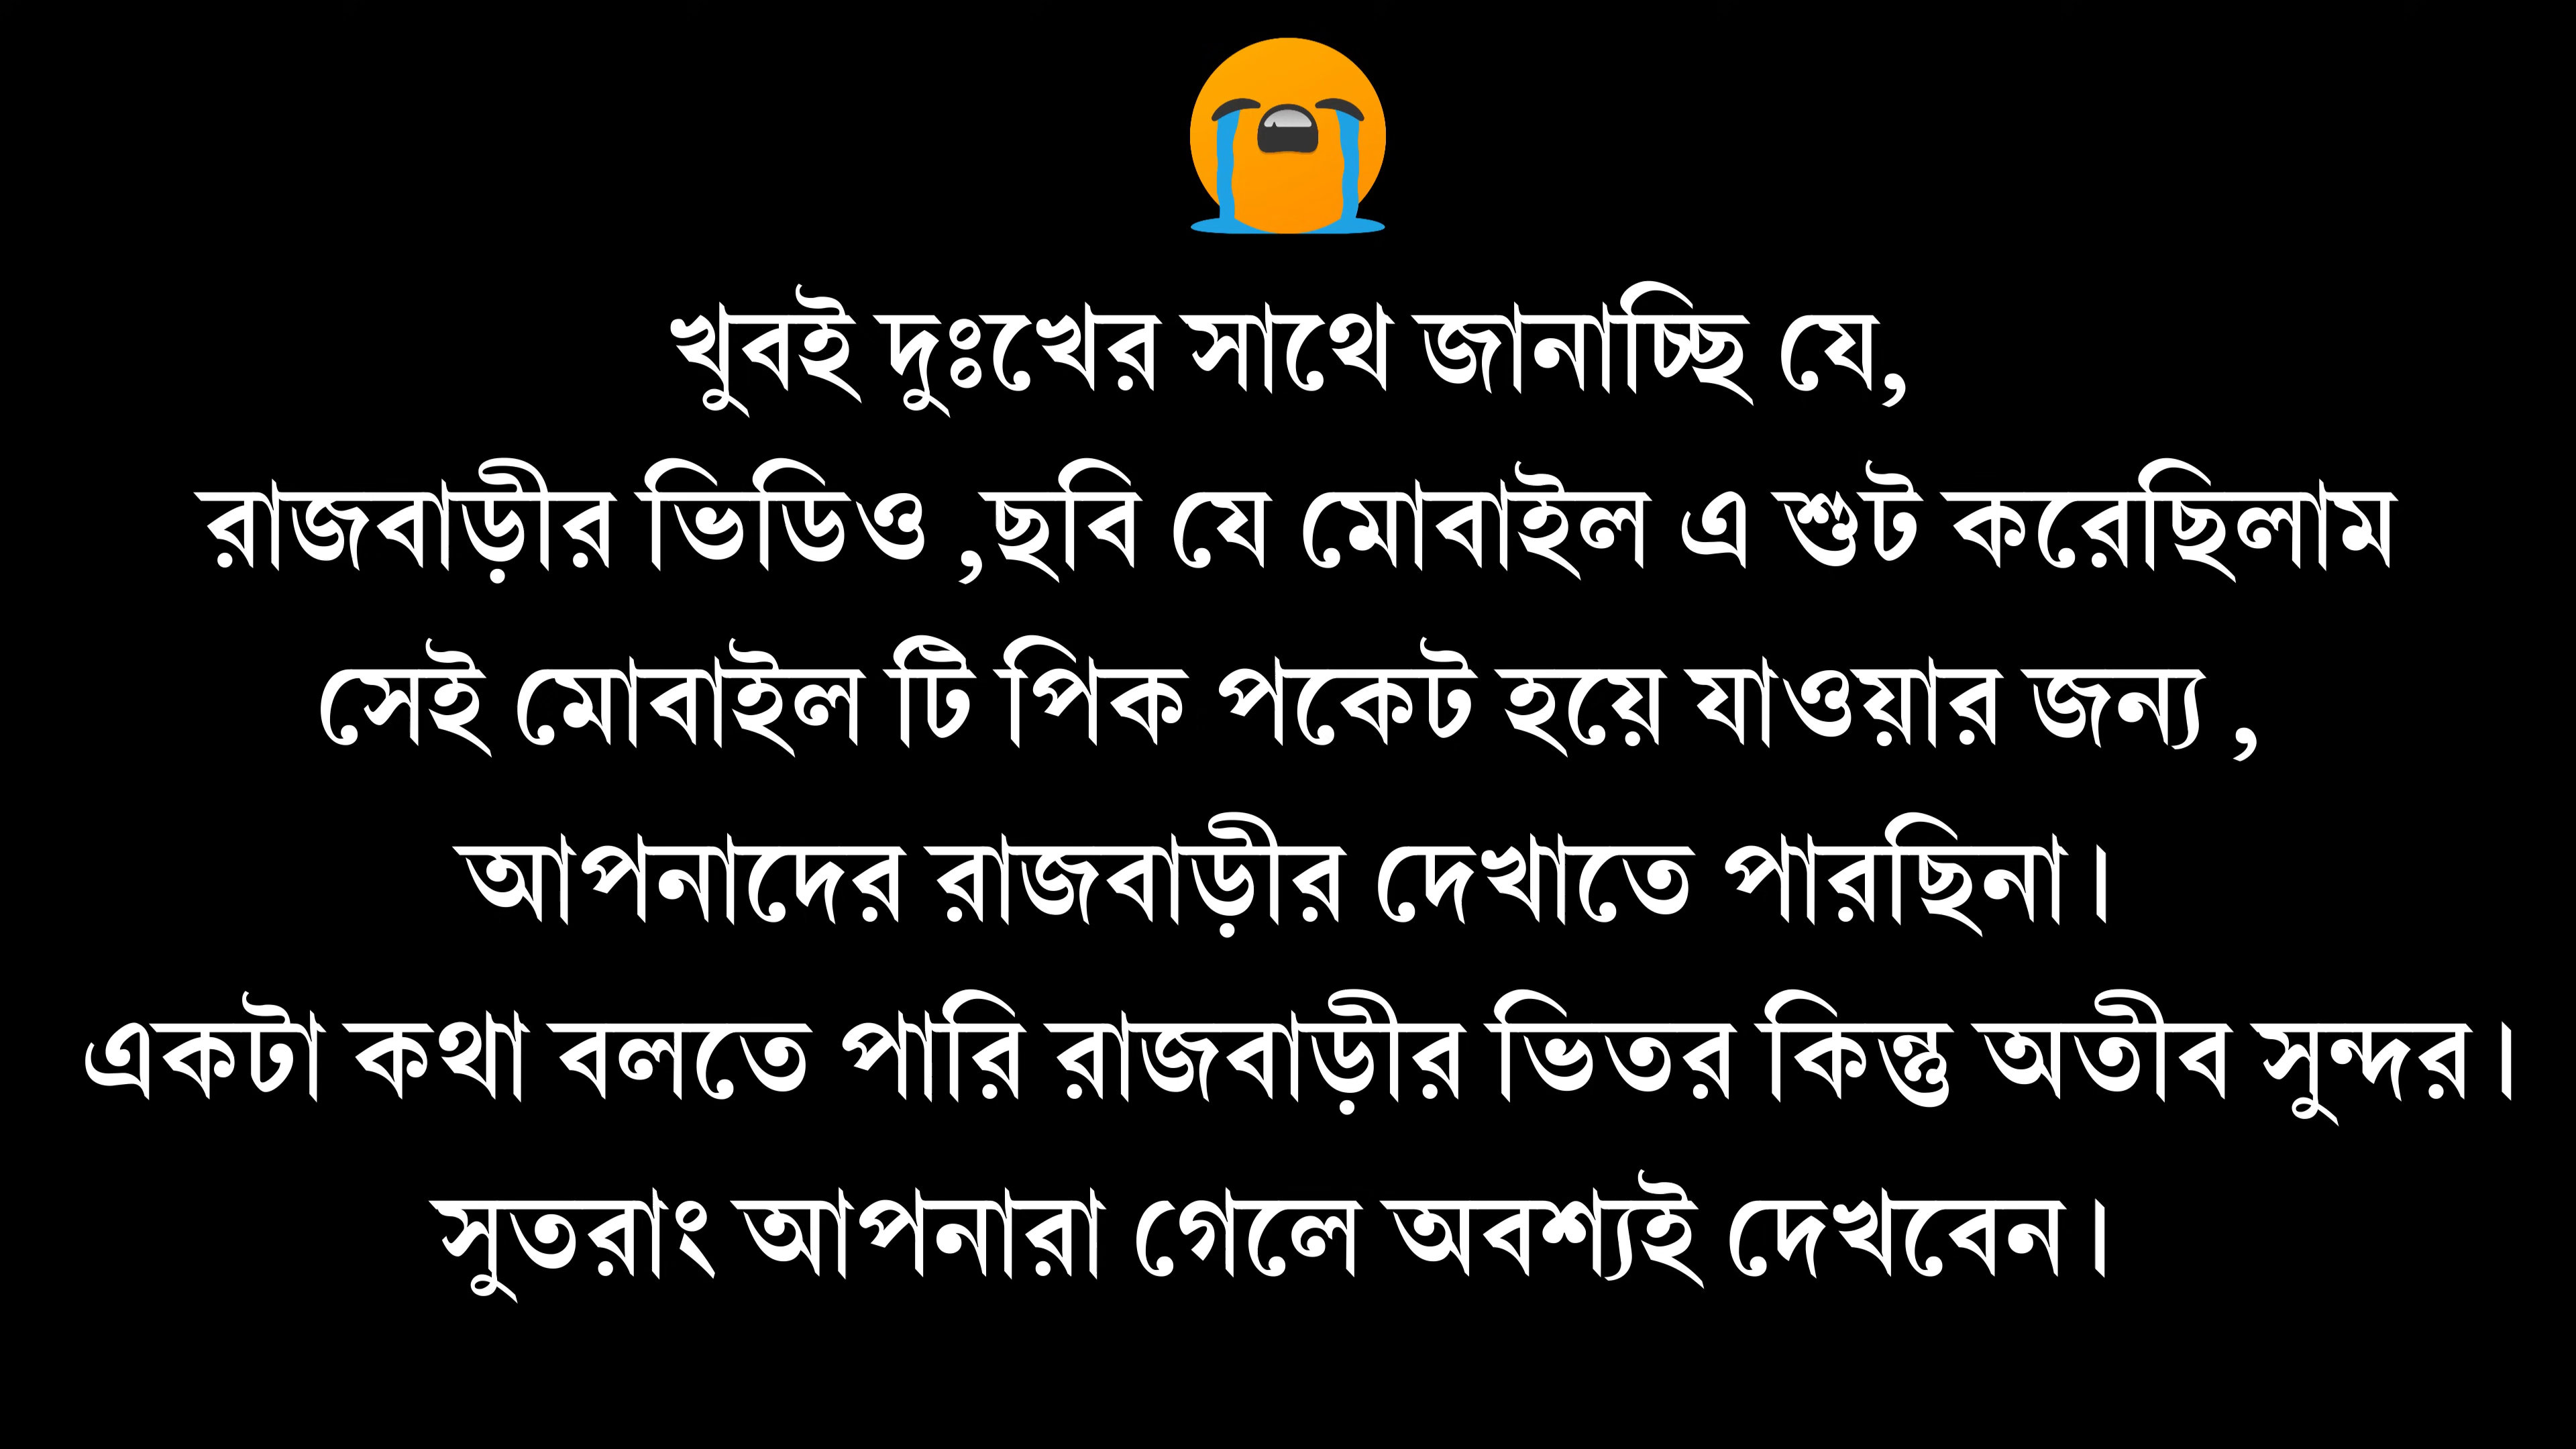 খুবই দুঃখের সাথে জানাচ্ছি যে,
রাজবাড়ীর ভিডিও ,ছবি যে মোবাইল এ শুট করেছিলাম
সেই মোবাইল টি পিক পকেট হয়ে যাওয়ার জন্য ,
আপনাদের রাজবাড়ীর দেখাতে পারছিনা।
একটা কথা বলতে পারি রাজবাড়ীর ভিতর কিন্তু অতীব সুন্দর।
সুতরাং আপনারা গেলে অবশ্যই দেখবেন।